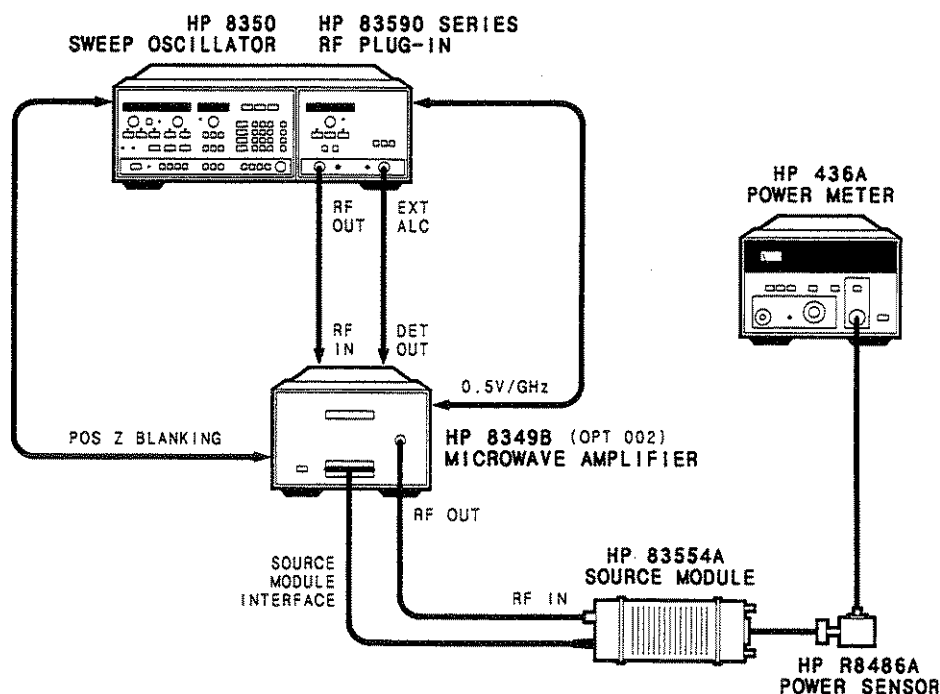 HP 8350
SWEEP OSCILLATOR
HP 83590 SERIES
RF PLUG-IN
HP 436A
POWER METER
RF
OUT
EXT
ALC
RF
IN
DET
OUT
0.5V/GHz
POS Z BLANKING
HP 8349B (OPT 002)
MICROWAVE AMPLIFIER
RF OUT
SOURCE
MODULE
INTERFACE
RF IN
HP 83554A
SOURCE MODULE
HP R8486A
POWER SENSOR